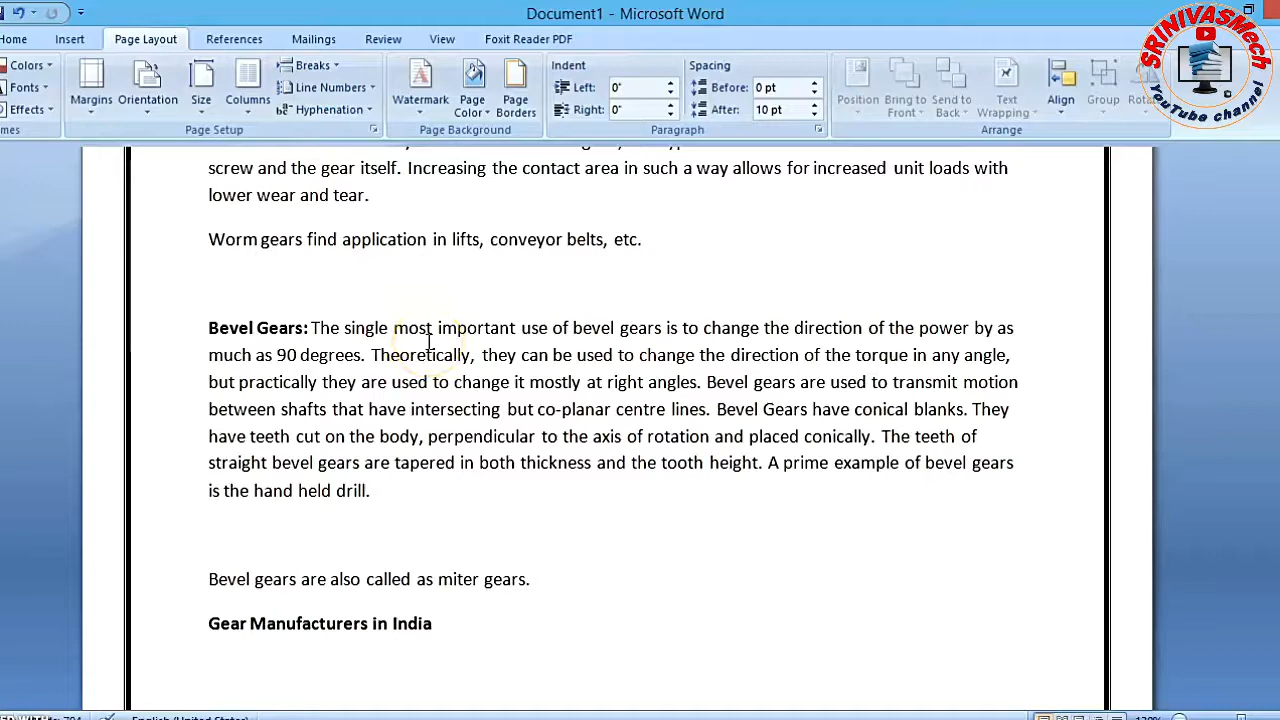 Document1 - Microsoft Word
Insert Page Layout References Mailings Review View Foxit Reader PDF
Colors
Fonts
Effects
Margins Orientation Size Columns
Breaks
Line Numbers
Hyphenation
Page Setup
Watermark Page Color Page Borders
Page Background
Indent
Left: 0"
Right: 0"
Spacing
Before: 0 pt
After: 10 pt
Paragraph
Position Bring to Front Send to Back Text Wrapping Align Group
Arrange
SRINIVASMech
YouTube channel
screw and the gear itself. Increasing the contact area in such a way allows for increased unit loads with
lower wear and tear.
Worm gears find application in lifts, conveyor belts, etc.
Bevel Gears: The single most important use of bevel gears is to change the direction of the power by as
much as 90 degrees. Theoretically, they can be used to change the direction of the torque in any angle,
but practically they are used to change it mostly at right angles. Bevel gears are used to transmit motion
between shafts that have intersecting but co-planar centre lines. Bevel Gears have conical blanks. They
have teeth cut on the body, perpendicular to the axis of rotation and placed conically. The teeth of
straight bevel gears are tapered in both thickness and the tooth height. A prime example of bevel gears
is the hand held drill.
Bevel gears are also called as miter gears.
Gear Manufacturers in India